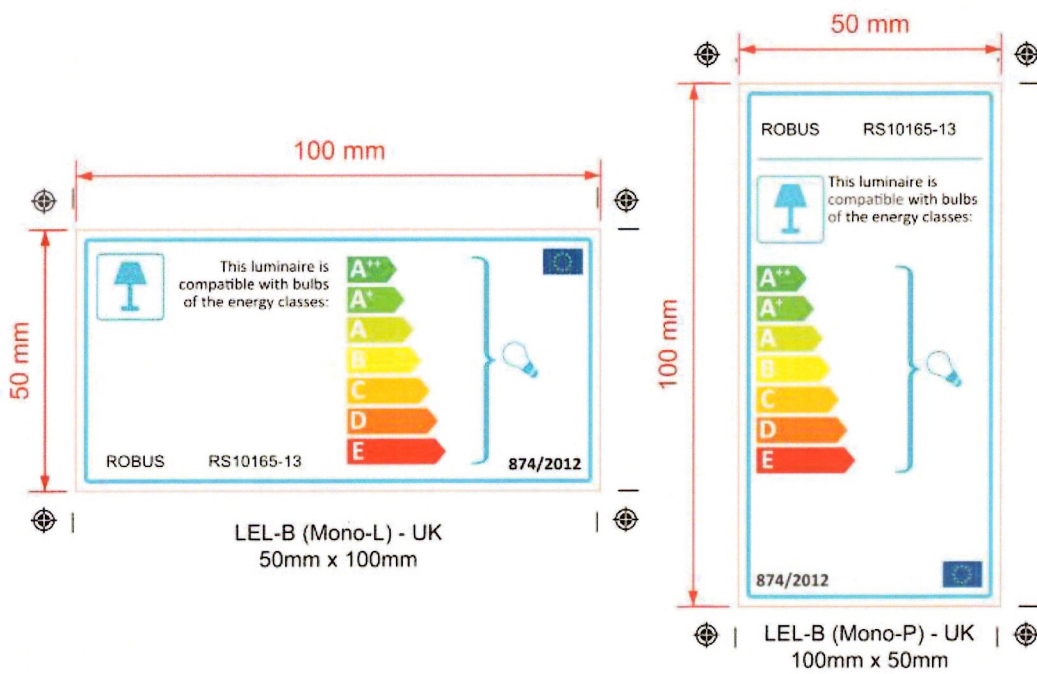 100 mm
50 mm
This luminaire is
compatible with bulbs
of the energy classes:
A++
A+
A
B
C
D
E
ROBUS RS10165-13
874/2012
LEL-B (Mono-L) - UK
50mm x 100mm
50 mm
100 mm
ROBUS RS10165-13
This luminaire is
compatible with bulbs
of the energy classes:
A++
A+
A
B
C
D
E
874/2012
LEL-B (Mono-P) - UK
100mm x 50mm